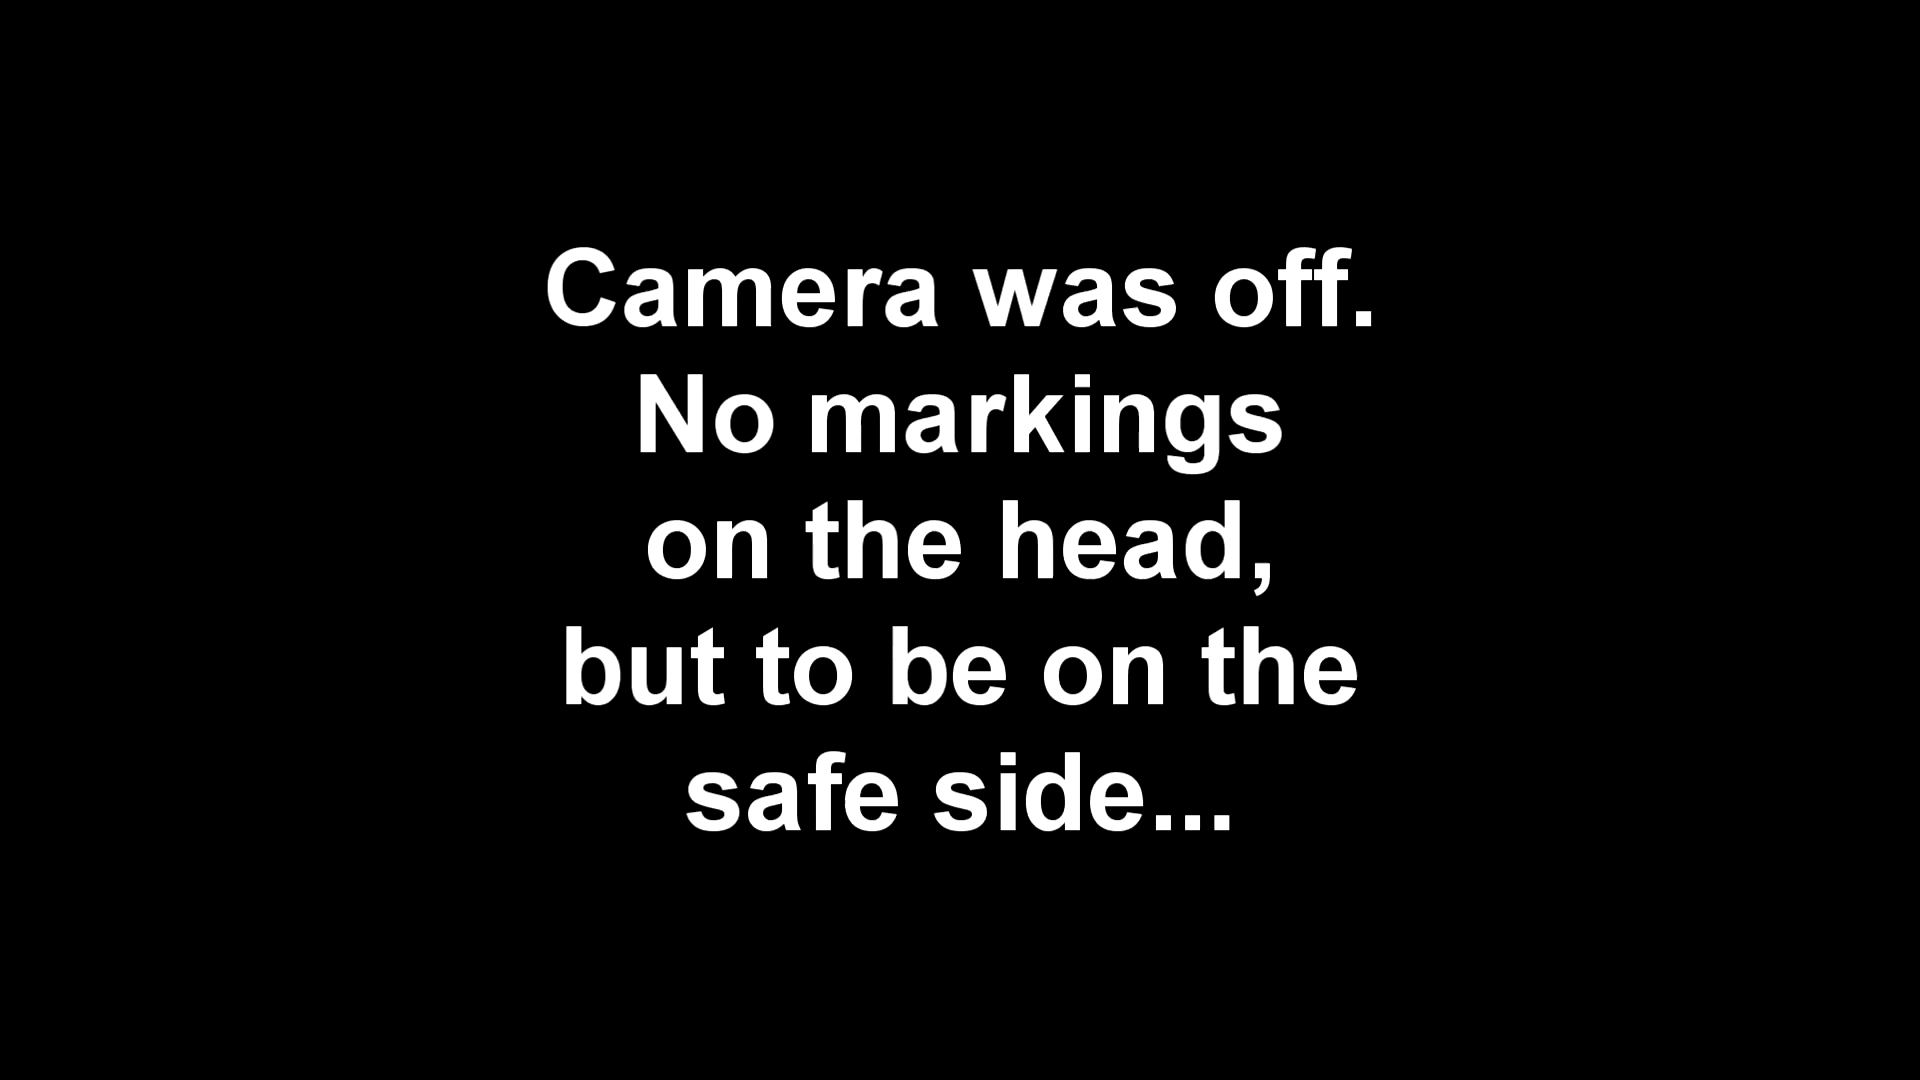 Camera was off.
No markings
on the head,
but to be on the
safe side...